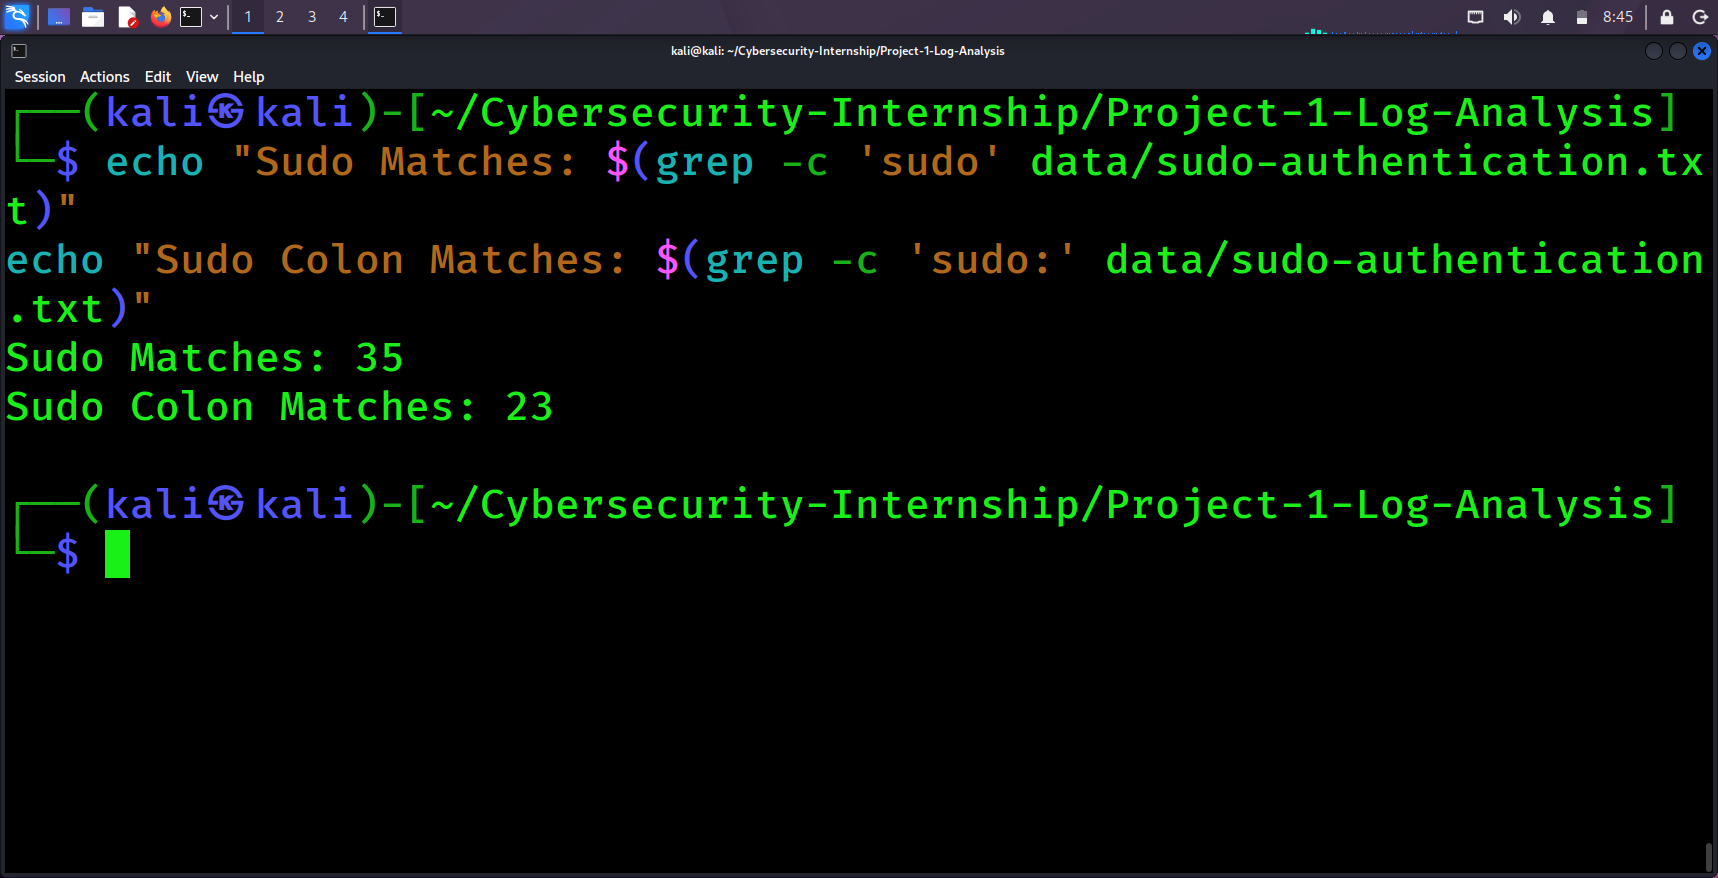 1 2 3 4 8:45
kali@kali: ~/Cybersecurity-Internship/Project-1-Log-Analysis
Session Actions Edit View Help
┌──(kali㉿kali)-[~/Cybersecurity-Internship/Project-1-Log-Analysis]
└─$ echo "Sudo Matches: $(grep -c 'sudo' data/sudo-authentication.tx
t)"
echo "Sudo Colon Matches: $(grep -c 'sudo:' data/sudo-authentication
.txt)"
Sudo Matches: 35
Sudo Colon Matches: 23
┌──(kali㉿kali)-[~/Cybersecurity-Internship/Project-1-Log-Analysis]
└─$